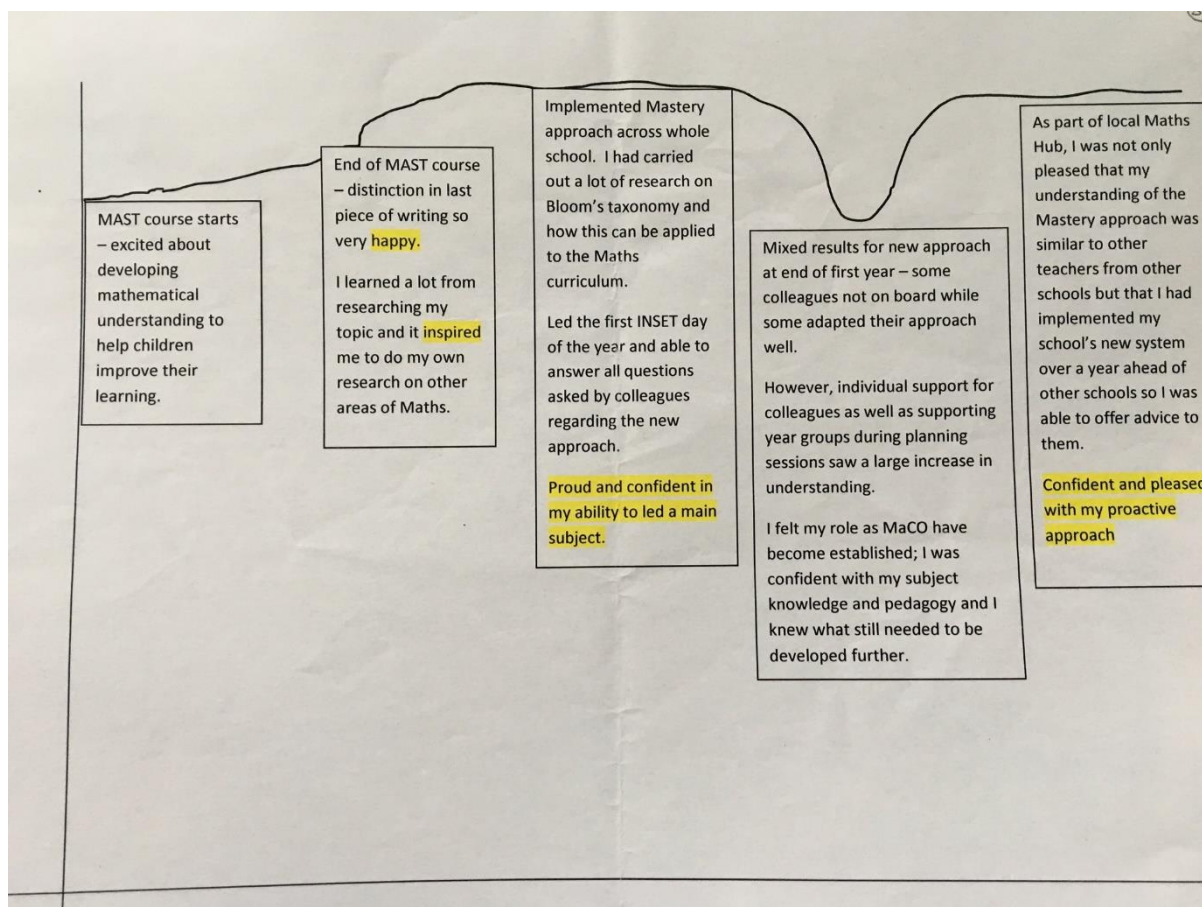 MAST course starts
– excited about
developing
mathematical
understanding to
help children
improve their
learning.
End of MAST course
– distinction in last
piece of writing so
very happy.
I learned a lot from
researching my
topic and it inspired
me to do my own
research on other
areas of Maths.
Implemented Mastery
approach across whole
school. I had carried
out a lot of research on
Bloom's taxonomy and
how this can be applied
to the Maths
curriculum.
Led the first INSET day
of the year and able to
answer all questions
asked by colleagues
regarding the new
approach.
Proud and confident in
my ability to led a main
subject.
Mixed results for new approach
at end of first year – some
colleagues not on board while
some adapted their approach
well.
However, individual support for
colleagues as well as supporting
year groups during planning
sessions saw a large increase in
understanding.
I felt my role as MaCO have
become established; I was
confident with my subject
knowledge and pedagogy and I
knew what still needed to be
developed further.
As part of local Maths
Hub, I was not only
pleased that my
understanding of the
Mastery approach was
similar to other
teachers from other
schools but that I had
implemented my
school's new system
over a year ahead of
other schools so I was
able to offer advice to
them.
Confident and pleased
with my proactive
approach